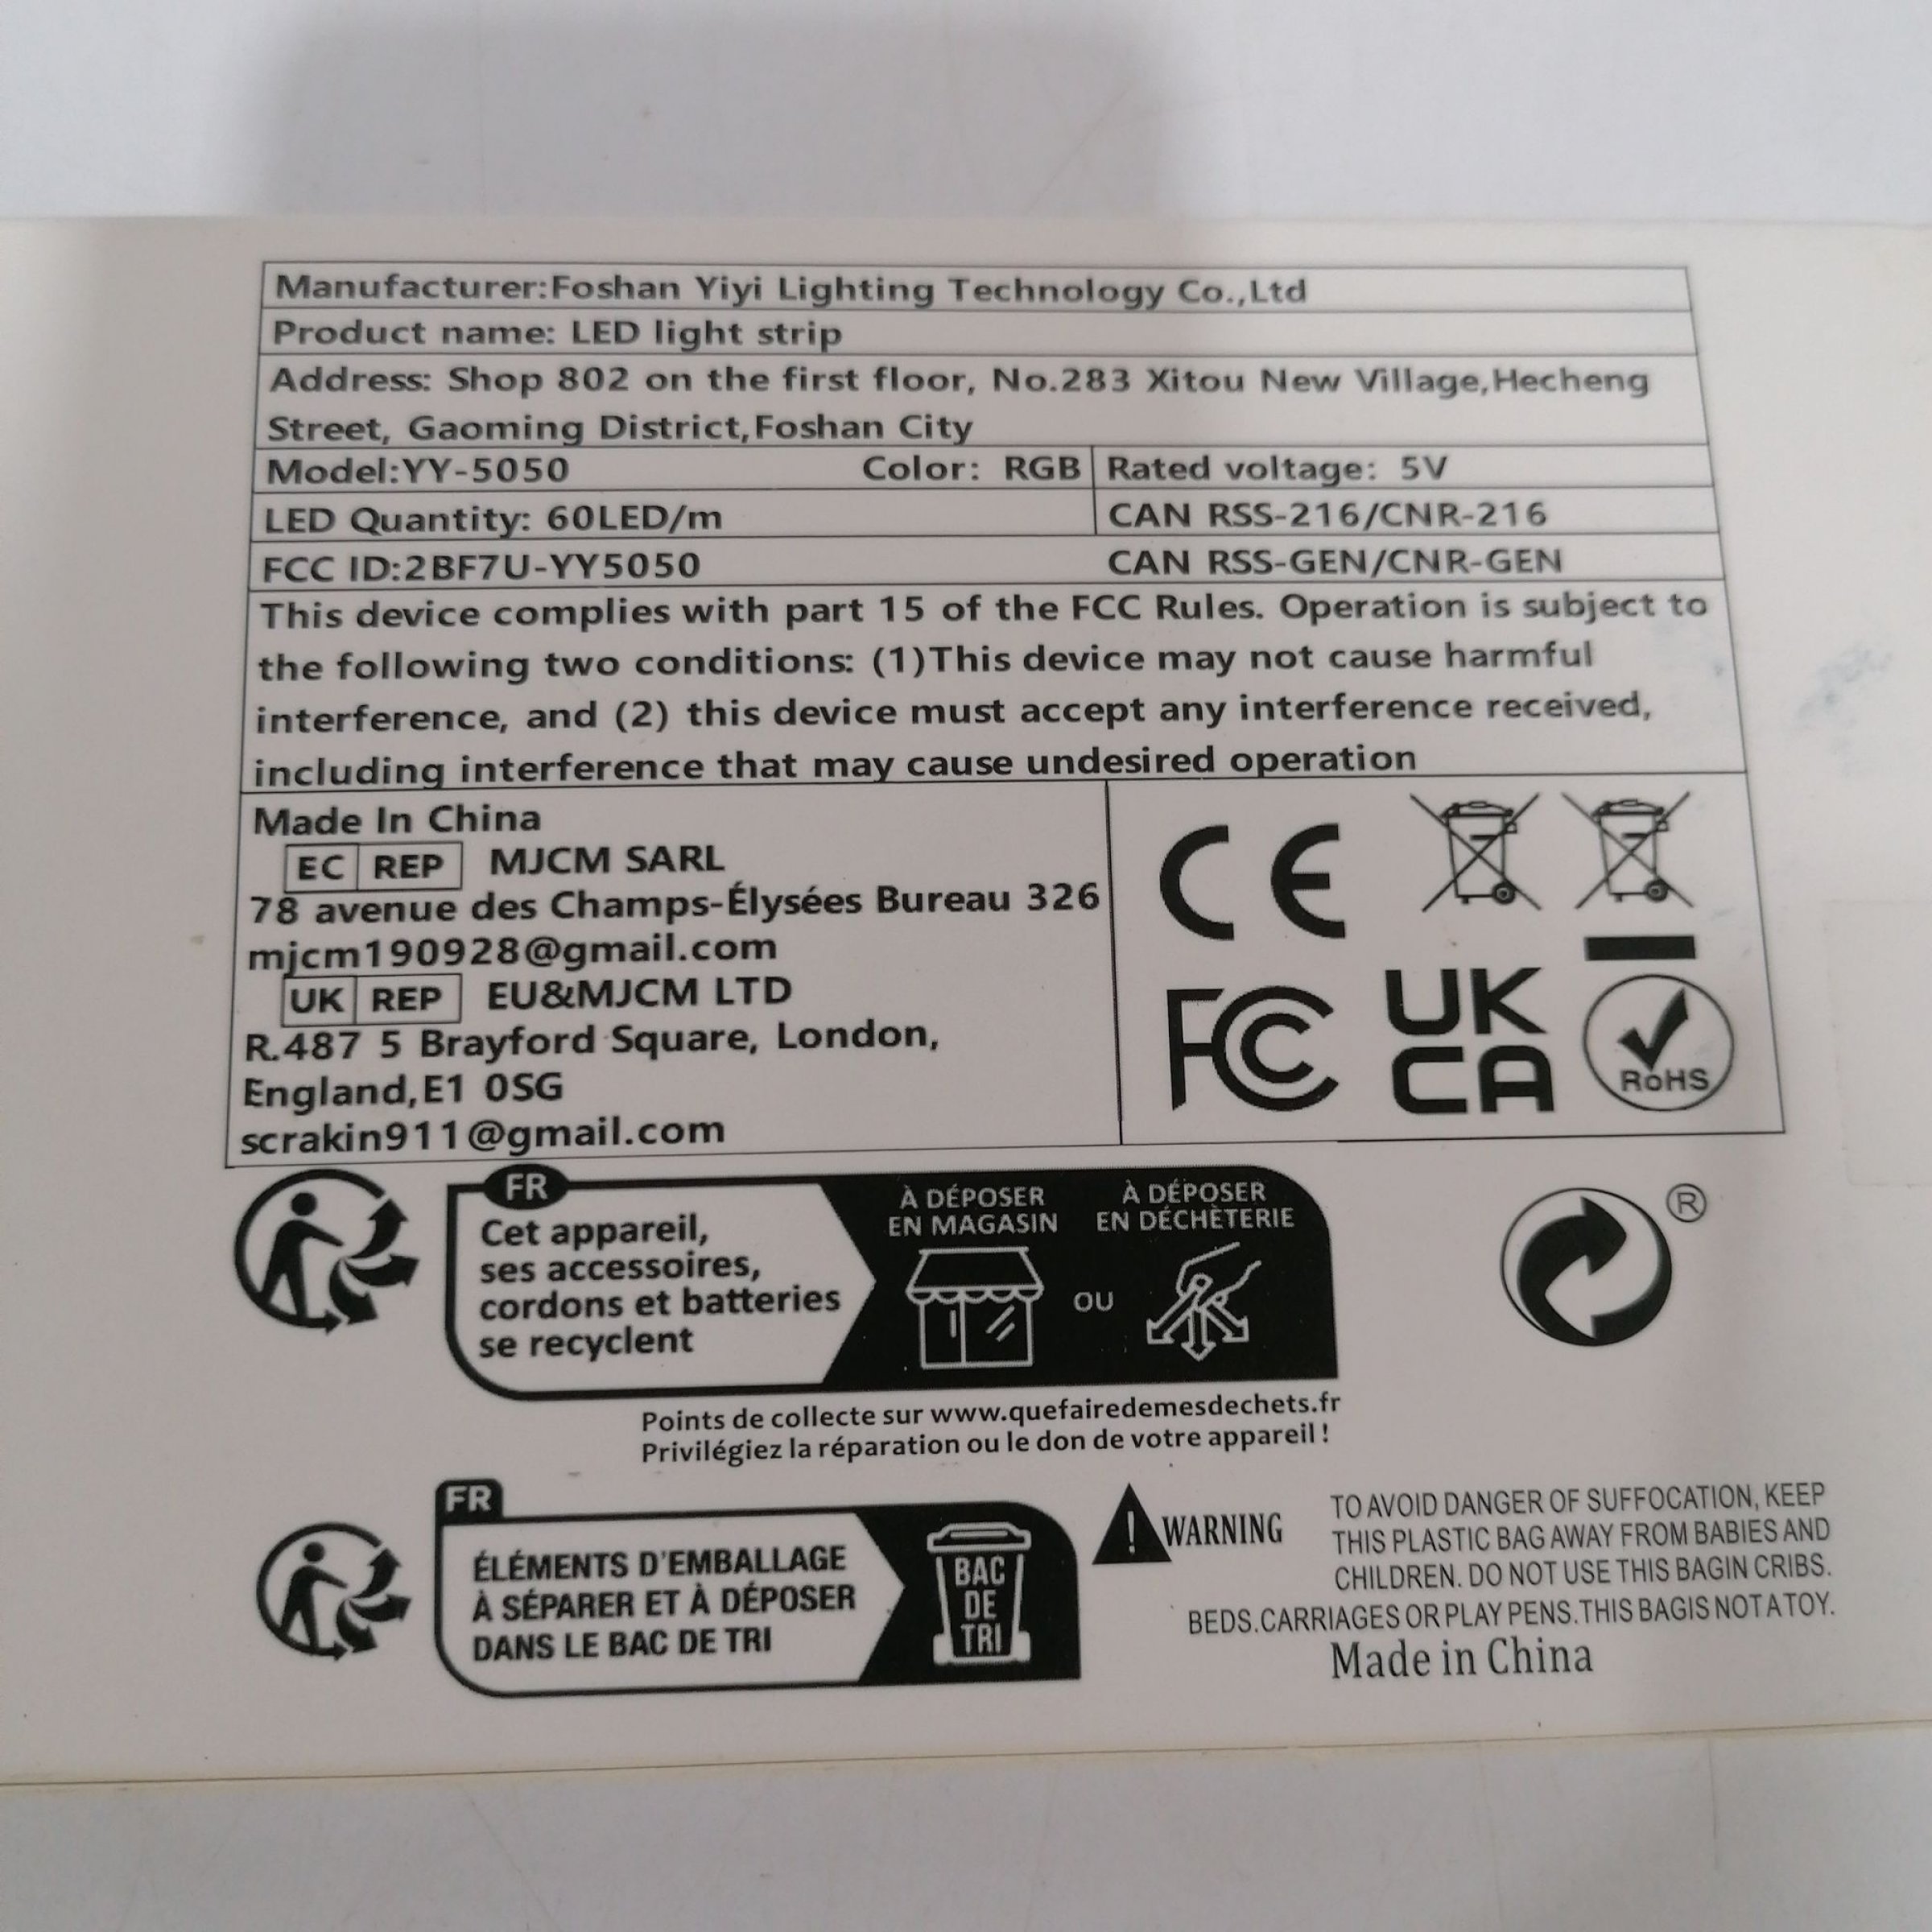 Manufacturer:Foshan Yiyi Lighting Technology Co.,Ltd
Product name: LED light strip
Address: Shop 802 on the first floor, No.283 Xitou New Village,Hecheng
Street, Gaoming District,Foshan City
Model:YY-5050 Color: RGB Rated voltage: 5V
LED Quantity: 60LED/m CAN RSS-216/CNR-216
FCC ID:2BF7U-YY5050 CAN RSS-GEN/CNR-GEN
This device complies with part 15 of the FCC Rules. Operation is subject to
the following two conditions: (1)This device may not cause harmful
interference, and (2) this device must accept any interference received,
including interference that may cause undesired operation
Made In China
EC REP MJCM SARL
78 avenue des Champs-Élysées Bureau 326
mjcm190928@gmail.com
UK REP EU&MJCM LTD
R.487 5 Brayford Square, London,
England,E1 0SG
scrakin911@gmail.com
CE
FC
UK
CA
RoHS
FR
Cet appareil,
ses accessoires,
cordons et batteries
se recyclent
À DÉPOSER
EN MAGASIN
OU
À DÉPOSER
EN DÉCHÈTERIE
®
Points de collecte sur www.quefairedemesdechets.fr
Privilégiez la réparation ou le don de votre appareil !
FR
ÉLÉMENTS D'EMBALLAGE
À SÉPARER ET À DÉPOSER
DANS LE BAC DE TRI
BAC
DE
TRI
! WARNING
TO AVOID DANGER OF SUFFOCATION, KEEP
THIS PLASTIC BAG AWAY FROM BABIES AND
CHILDREN. DO NOT USE THIS BAGIN CRIBS.
BEDS.CARRIAGES OR PLAY PENS.THIS BAGIS NOT A TOY.
Made in China